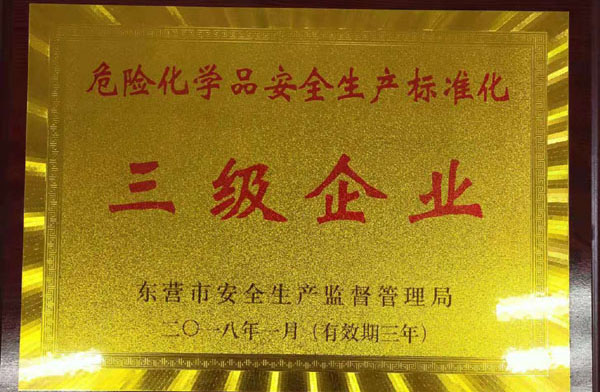 危险化学品安全生产标准化
三级企业
东营市安全生产监督管理局
二〇一八年一月(有效期三年)